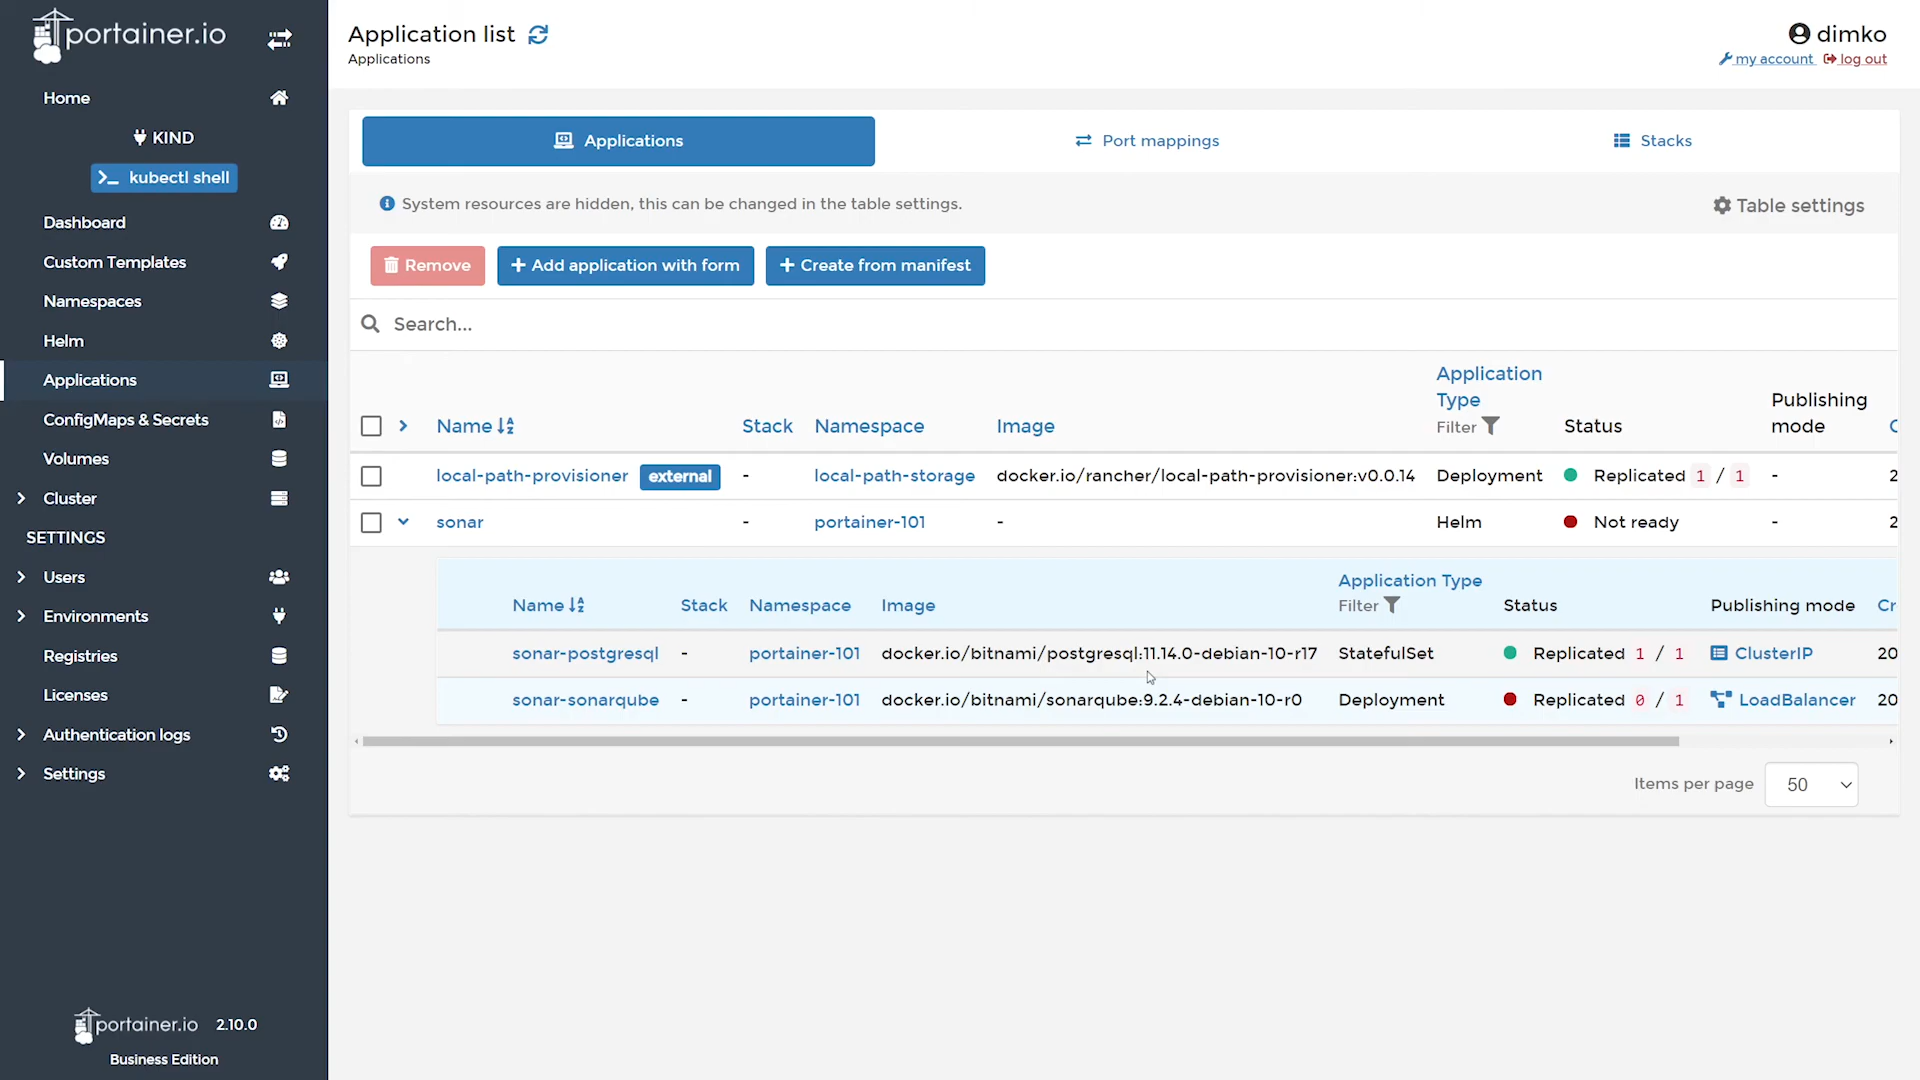 portainer.io
Home
KIND
kubectl shell
Dashboard
Custom Templates
Namespaces
Helm
Applications
ConfigMaps & Secrets
Volumes
Cluster
SETTINGS
Users
Environments
Registries
Licenses
Authentication logs
Settings
portainer.io 2.10.0
Business Edition
Application list
Applications
dimko
my account log out
Applications Port mappings Stacks
System resources are hidden, this can be changed in the table settings. Table settings
Remove + Add application with form + Create from manifest
Search...
Name Stack Namespace Image Application Type Filter Status Publishing mode C
local-path-provisioner external - local-path-storage docker.io/rancher/local-path-provisioner:v0.0.14 Deployment Replicated 1 / 1 - 2
sonar - portainer-101 - Helm Not ready - 2
Name Stack Namespace Image Application Type Filter Status Publishing mode Cr
sonar-postgresql - portainer-101 docker.io/bitnami/postgresql:11.14.0-debian-10-r17 StatefulSet Replicated 1 / 1 ClusterIP 20
sonar-sonarqube - portainer-101 docker.io/bitnami/sonarqube:9.2.4-debian-10-r0 Deployment Replicated 0 / 1 LoadBalancer 20
Items per page 50